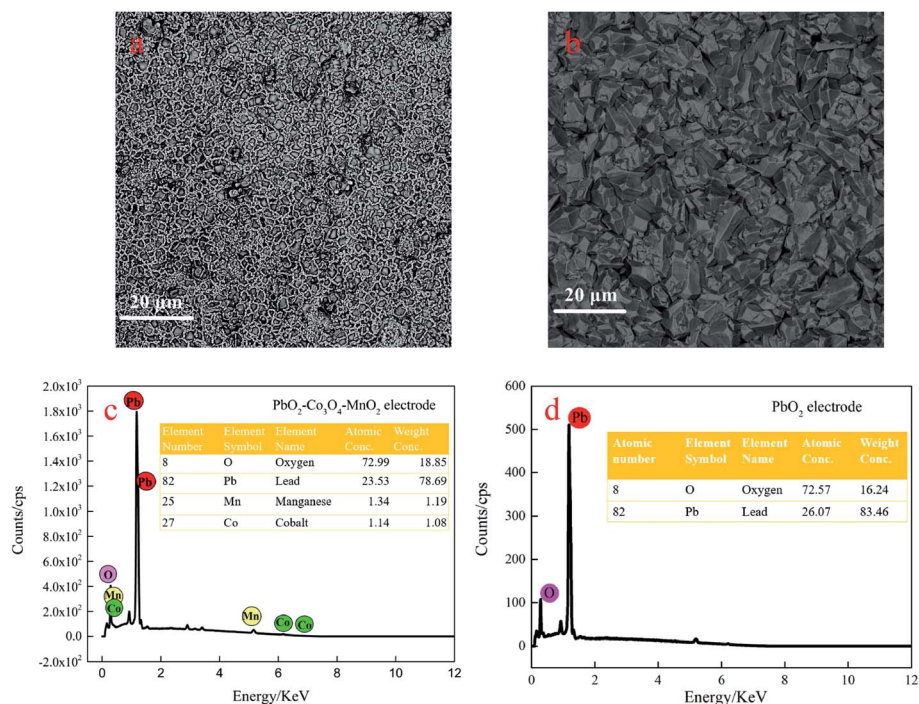 a
20 µm
b
20 µm
c
PbO₂-Co₃O₄-MnO₂ electrode
Element Number Element Symbol Element Name Atomic Conc. Weight Conc.
8 O Oxygen 72.99 18.85
82 Pb Lead 23.53 78.69
25 Mn Manganese 1.34 1.19
27 Co Cobalt 1.14 1.08
Pb
Pb
O
Mn
Co
Mn
Co
Co
Counts/cps
2.0x10³
1.8x10³
1.6x10³
1.4x10³
1.2x10³
1.0x10³
8.0x10²
6.0x10²
4.0x10²
2.0x10²
0.0
-2.0x10²
0 2 4 6 8 10 12
Energy/KeV
d
PbO₂ electrode
Atomic number Element Symbol Element Name Atomic Conc. Weight Conc.
8 O Oxygen 72.57 16.24
82 Pb Lead 26.07 83.46
Pb
O
Counts/cps
600
500
400
300
200
100
0
0 2 4 6 8 10 12
Energy/KeV